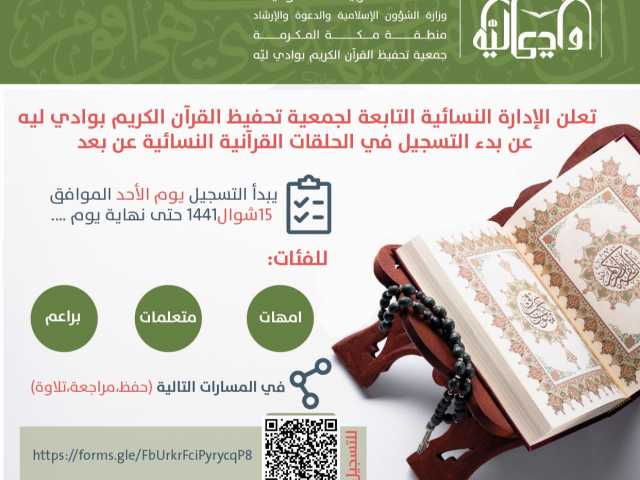 وزارة الشؤون الإسلامية والدعوة والإرشاد
منطقة مكة المكرمة
جمعية تحفيظ القرآن الكريم بوادي ليّه
وادي ليّه
تعلن الإدارة النسائية التابعة لجمعية تحفيظ القرآن الكريم بوادي ليه
عن بدء التسجيل في الحلقات القرآنية النسائية عن بعد
يبدأ التسجيل يوم الأحد الموافق
15شوال1441 حتى نهاية يوم ....
للفئات:
امهات
متعلمات
براعم
في المسارات التالية (حفظ،مراجعة،تلاوة)
للتسجيل
https://forms.gle/FbUrkrFciPyrycqP8